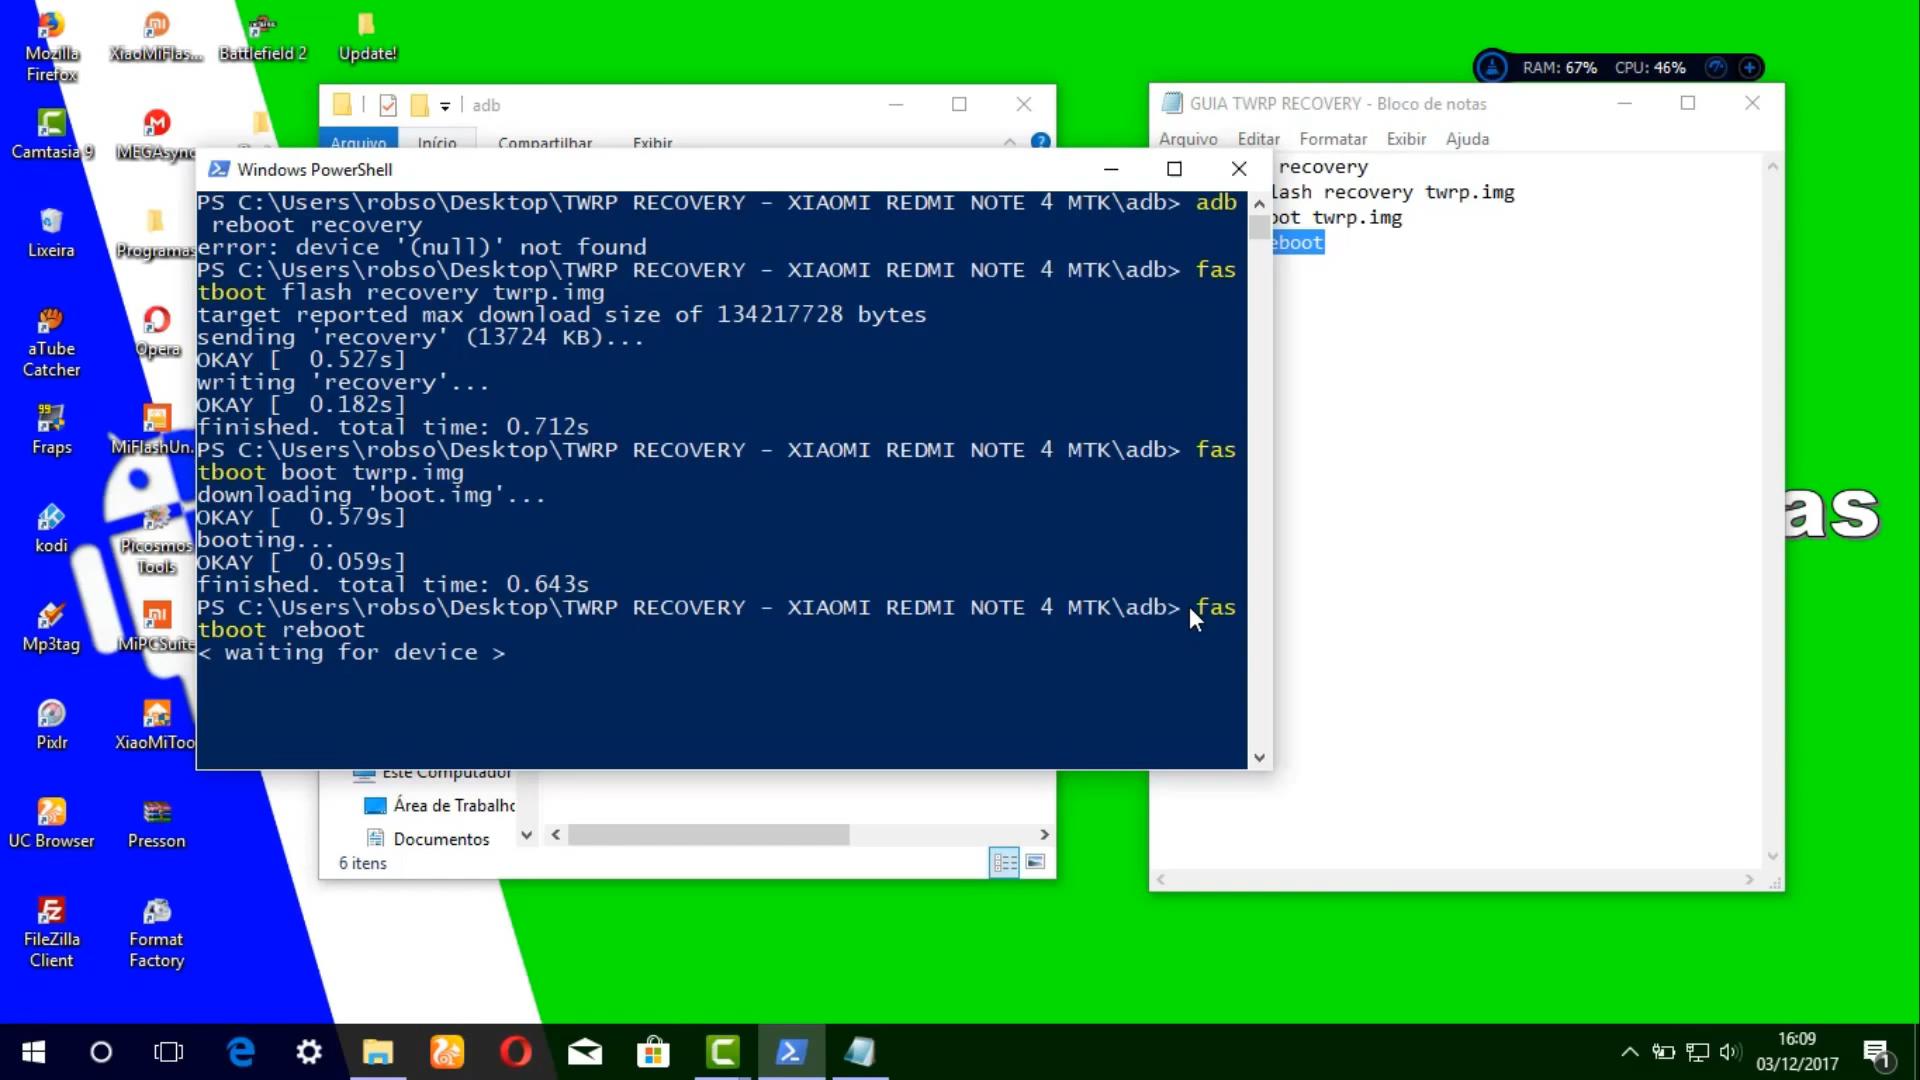 Mozilla
Firefox
XiaoMiFlas...
Battlefield 2
Update!
Camtasia 9
MEGAsync
Lixeira
Programas
aTube
Catcher
Opera
Fraps
MiFlashUn...
kodi
Picosmos
Tools
Mp3tag
MiPCSuite
Pixlr
XiaoMiToo
UC Browser
Presson
FileZilla
Client
Format
Factory
adb
Arquivo
Início
Compartilhar
Exibir
RAM: 67%
CPU: 46%
GUIA TWRP RECOVERY - Bloco de notas
Arquivo
Editar
Formatar
Exibir
Ajuda
recovery
lash recovery twrp.img
oot twrp.img
eboot
Windows PowerShell
PS C:\Users\robso\Desktop\TWRP RECOVERY - XIAOMI REDMI NOTE 4 MTK\adb> adb
reboot recovery
error: device '(null)' not found
PS C:\Users\robso\Desktop\TWRP RECOVERY - XIAOMI REDMI NOTE 4 MTK\adb> fas
tboot flash recovery twrp.img
target reported max download size of 134217728 bytes
sending 'recovery' (13724 KB)...
OKAY [  0.527s]
writing 'recovery'...
OKAY [  0.182s]
finished. total time: 0.712s
PS C:\Users\robso\Desktop\TWRP RECOVERY - XIAOMI REDMI NOTE 4 MTK\adb> fas
tboot boot twrp.img
downloading 'boot.img'...
OKAY [  0.579s]
booting...
OKAY [  0.059s]
finished. total time: 0.643s
PS C:\Users\robso\Desktop\TWRP RECOVERY - XIAOMI REDMI NOTE 4 MTK\adb> fas
tboot reboot
< waiting for device >
Este Computador
Área de Trabalho
Documentos
6 itens
as
16:09
03/12/2017
1